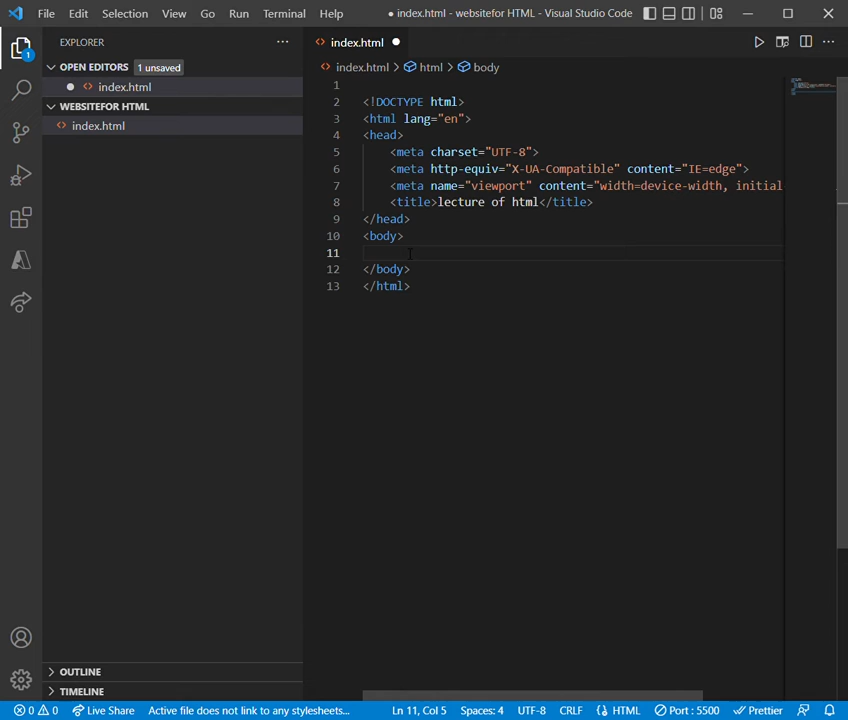 File Edit Selection View Go Run Terminal Help ● index.html - websitefor HTML - Visual Studio Code
EXPLORER ...
index.html ●
OPEN EDITORS 1 unsaved
index.html > html > body
● index.html
WEBSITEFOR HTML
index.html
1
2 <!DOCTYPE html>
3 <html lang="en">
4 <head>
5 <meta charset="UTF-8">
6 <meta http-equiv="X-UA-Compatible" content="IE=edge">
7 <meta name="viewport" content="width=device-width, initial
8 <title>lecture of html</title>
9 </head>
10 <body>
11
12 </body>
13 </html>
1
OUTLINE
TIMELINE
0 0 Live Share Active file does not link to any stylesheets... Ln 11, Col 5 Spaces: 4 UTF-8 CRLF HTML Port : 5500 Prettier